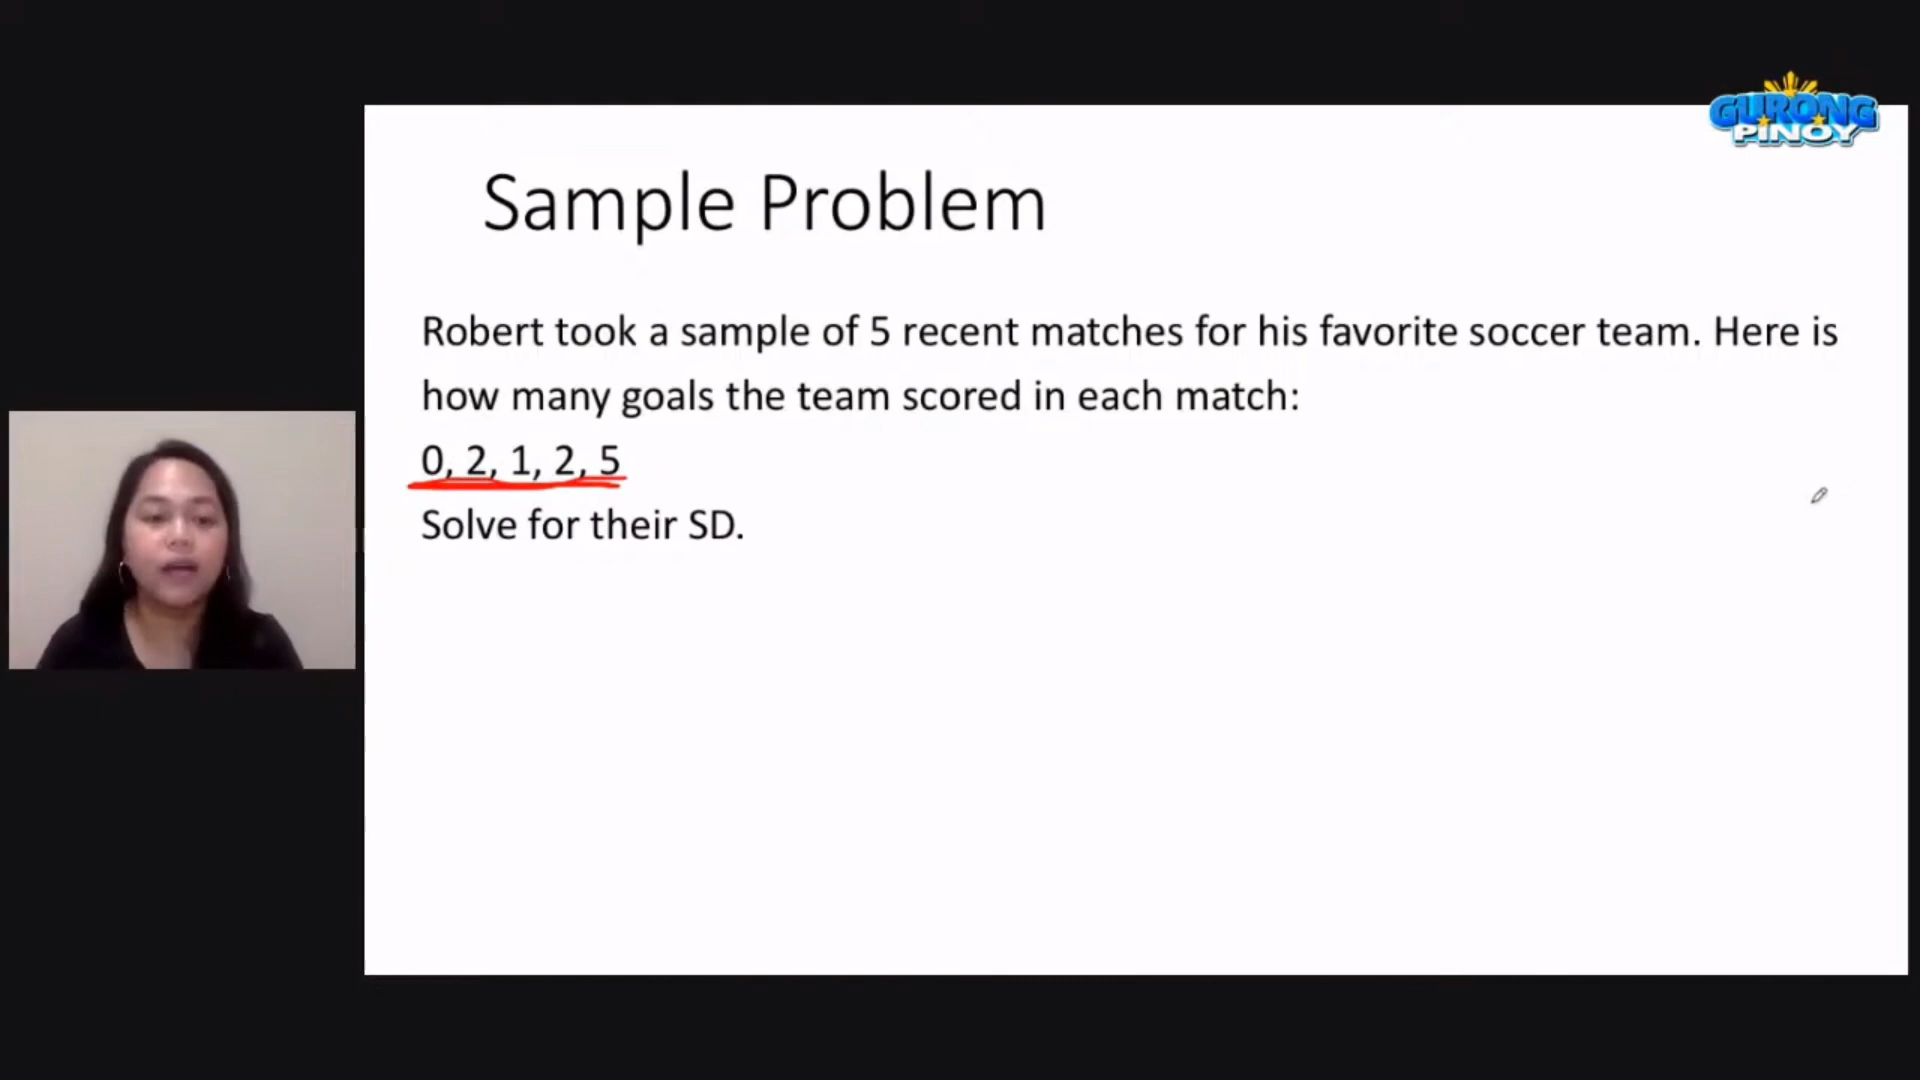 GURONG
PINOY
Sample Problem
Robert took a sample of 5 recent matches for his favorite soccer team. Here is
how many goals the team scored in each match:
0, 2, 1, 2, 5
Solve for their SD.